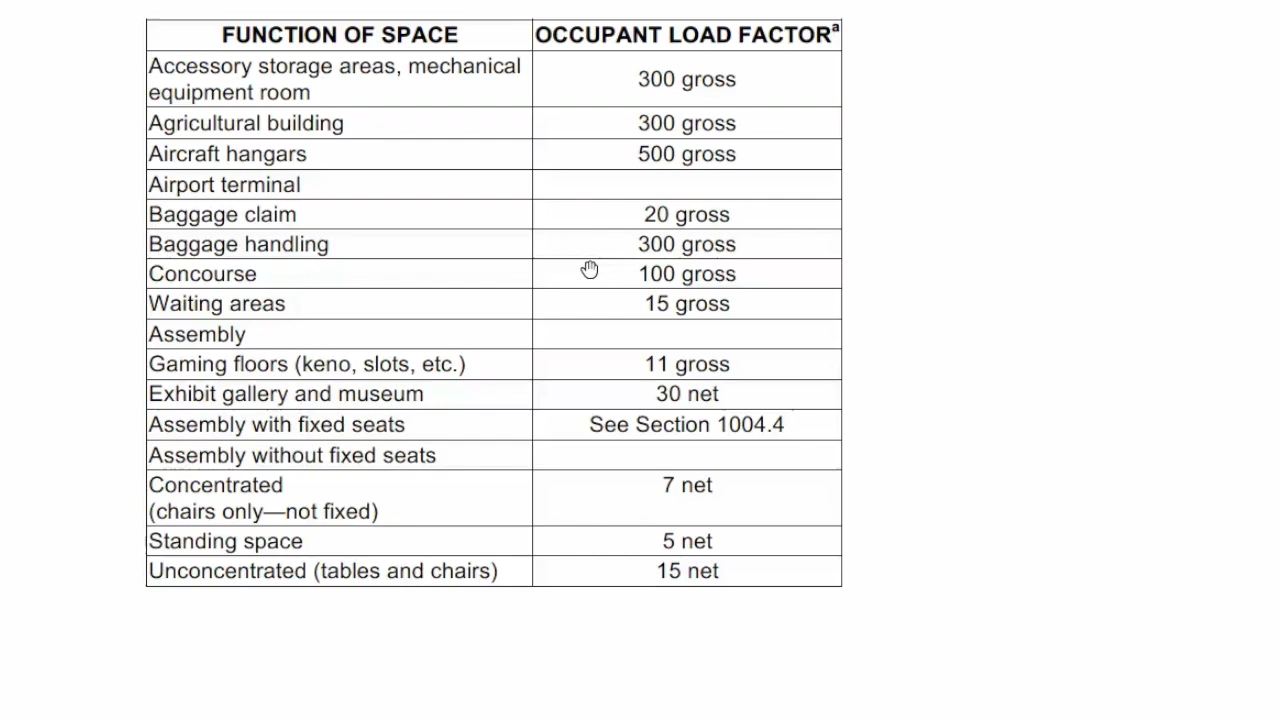 FUNCTION OF SPACE OCCUPANT LOAD FACTORa
Accessory storage areas, mechanical
equipment room 300 gross
Agricultural building 300 gross
Aircraft hangars 500 gross
Airport terminal
Baggage claim 20 gross
Baggage handling 300 gross
Concourse 100 gross
Waiting areas 15 gross
Assembly
Gaming floors (keno, slots, etc.) 11 gross
Exhibit gallery and museum 30 net
Assembly with fixed seats See Section 1004.4
Assembly without fixed seats
Concentrated 7 net
(chairs only—not fixed)
Standing space 5 net
Unconcentrated (tables and chairs) 15 net